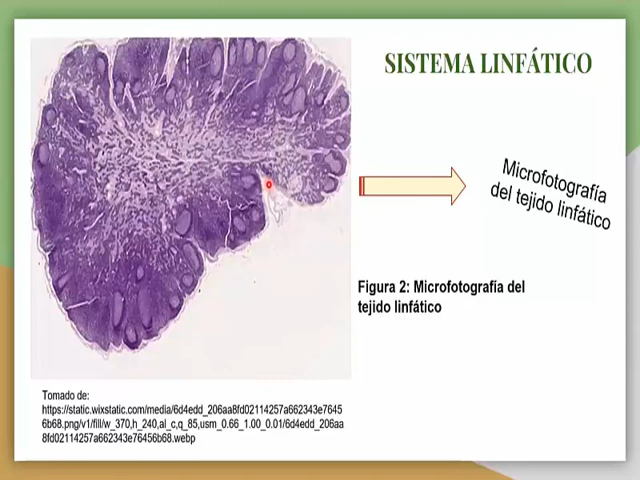 SISTEMA LINFÁTICO
Microfotografía
del tejido linfático
Figura 2: Microfotografía del
tejido linfático
Tomado de:
https://static.wixstatic.com/media/6d4edd_206aa8fd02114257a662343e7645
6b68.png/v1/fill/w_370,h_240,al_c,q_85,usm_0.66_1.00_0.01/6d4edd_206aa
8fd02114257a662343e76456b68.webp